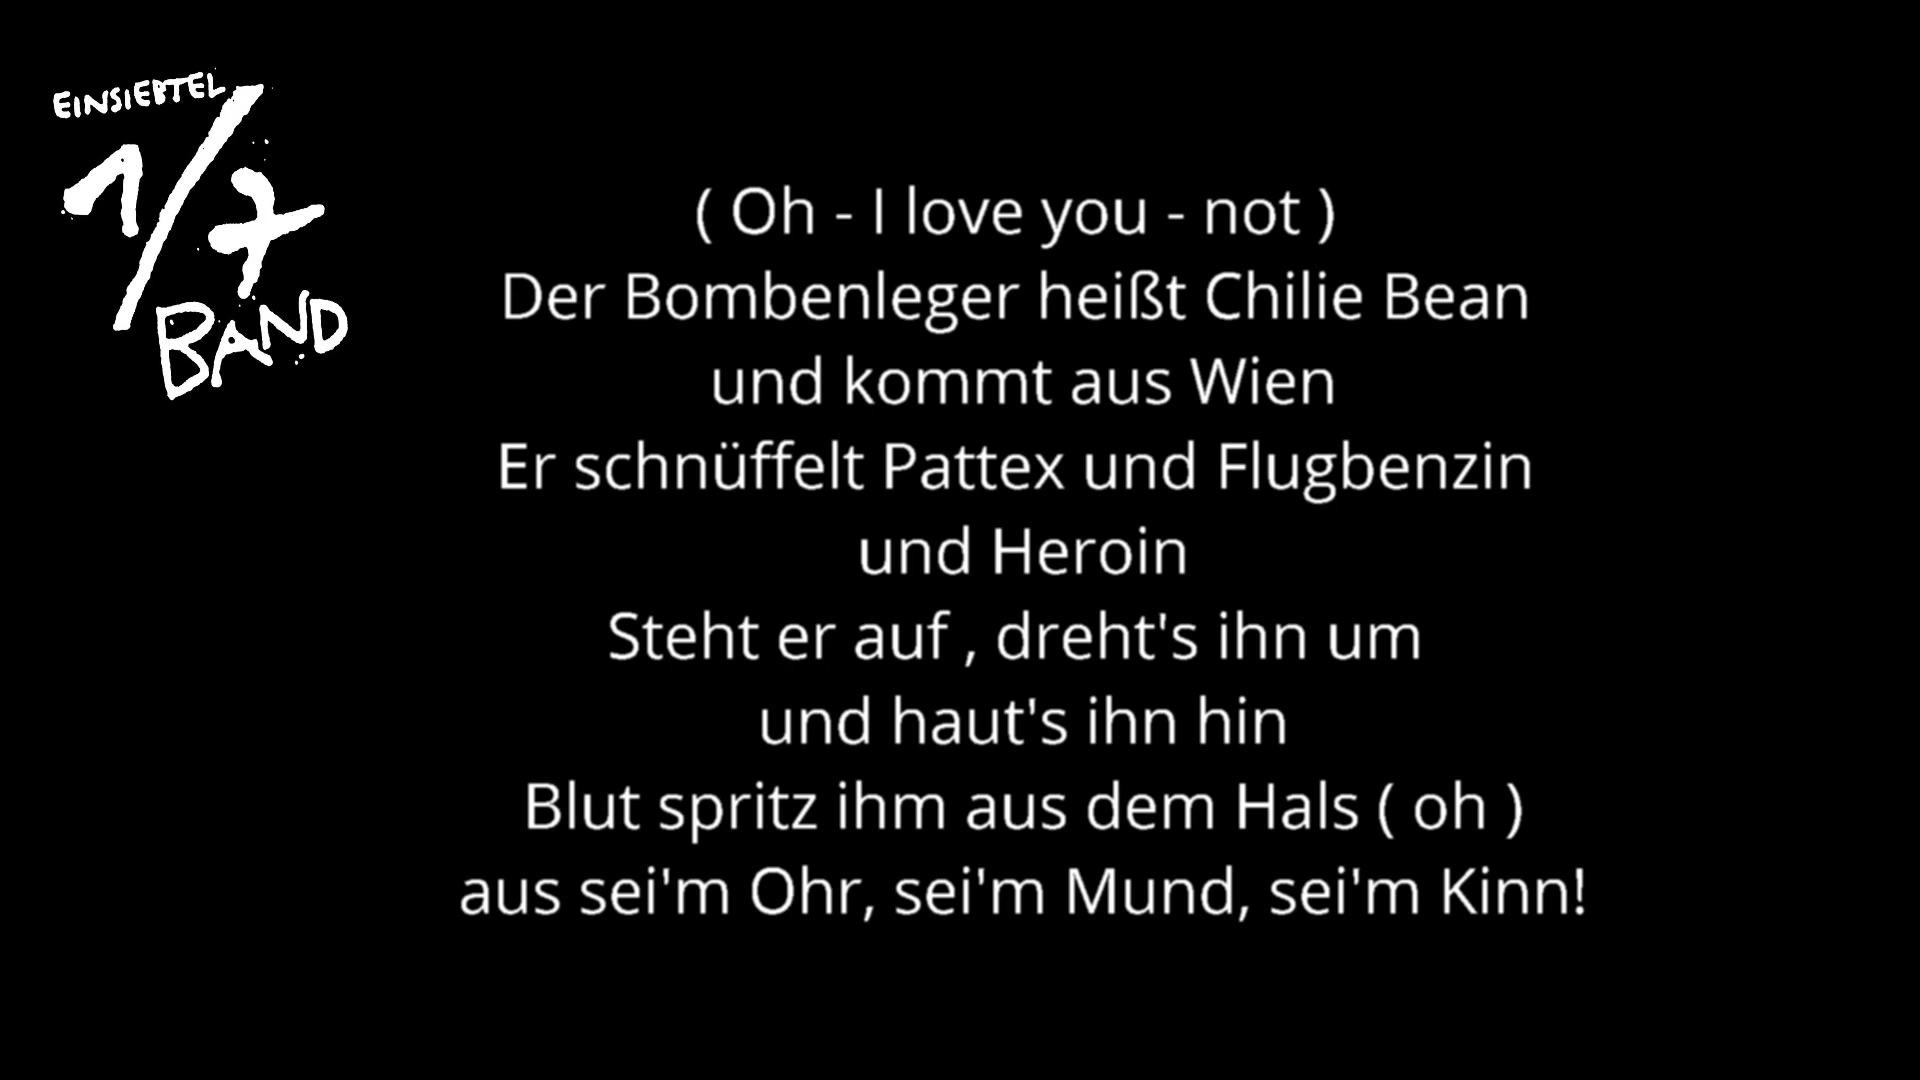 EINSIEBTEL
1/7
BAND
( Oh - I love you - not )
Der Bombenleger heißt Chilie Bean
und kommt aus Wien
Er schnüffelt Pattex und Flugbenzin
und Heroin
Steht er auf , dreht's ihn um
und haut's ihn hin
Blut spritz ihm aus dem Hals ( oh )
aus sei'm Ohr, sei'm Mund, sei'm Kinn!